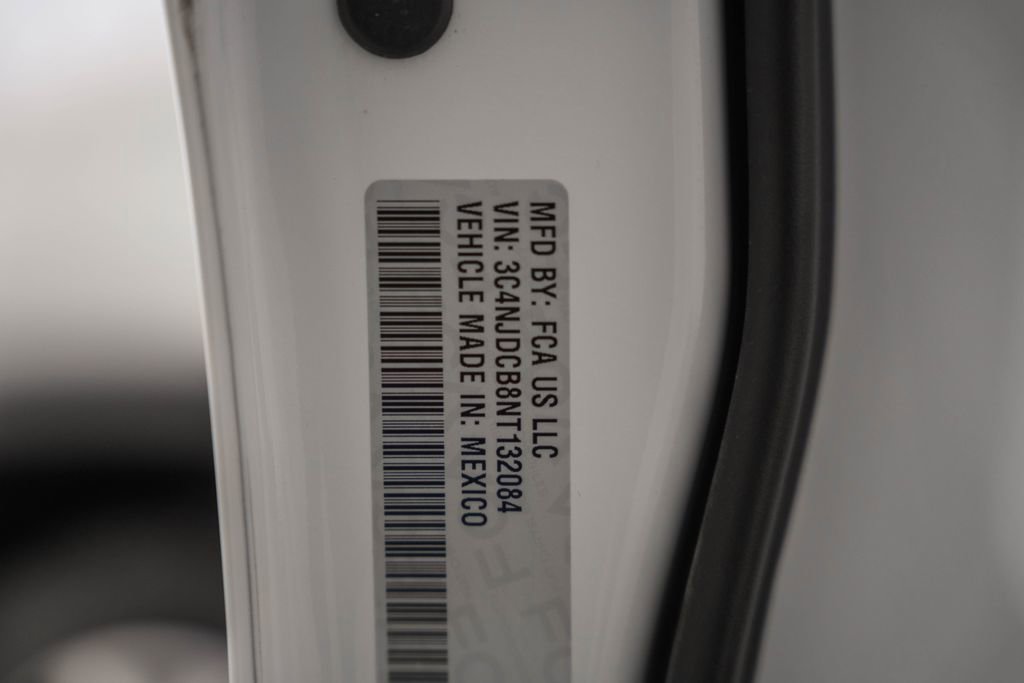 MFD BY: FCA US LLC
VIN: 3C4NJDCB8NT132084
VEHICLE MADE IN: MEXICO